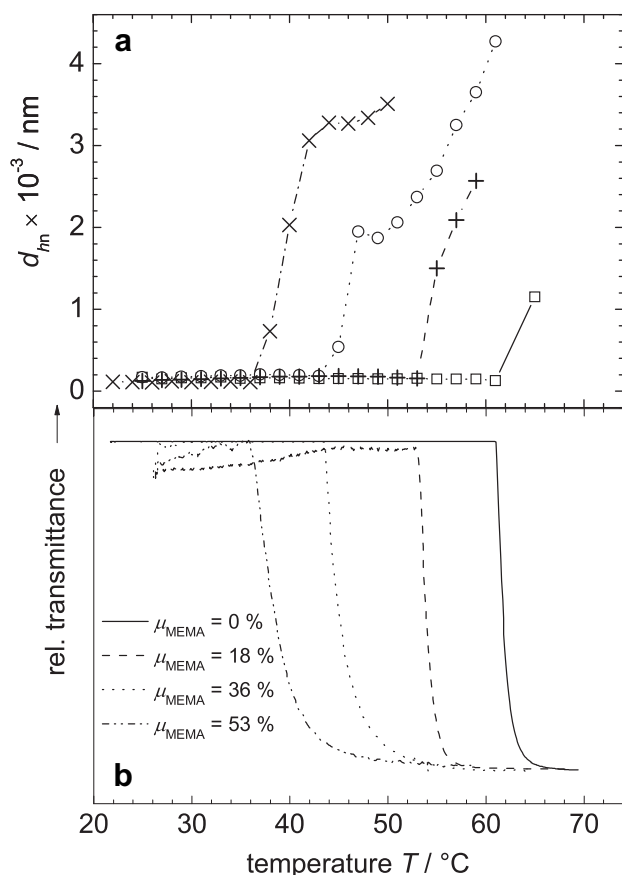 a
4
3
2
1
0
d_hn × 10⁻³ / nm
rel. transmittance
μ_MEMA = 0 %
μ_MEMA = 18 %
μ_MEMA = 36 %
μ_MEMA = 53 %
b
20 30 40 50 60 70
temperature T / °C